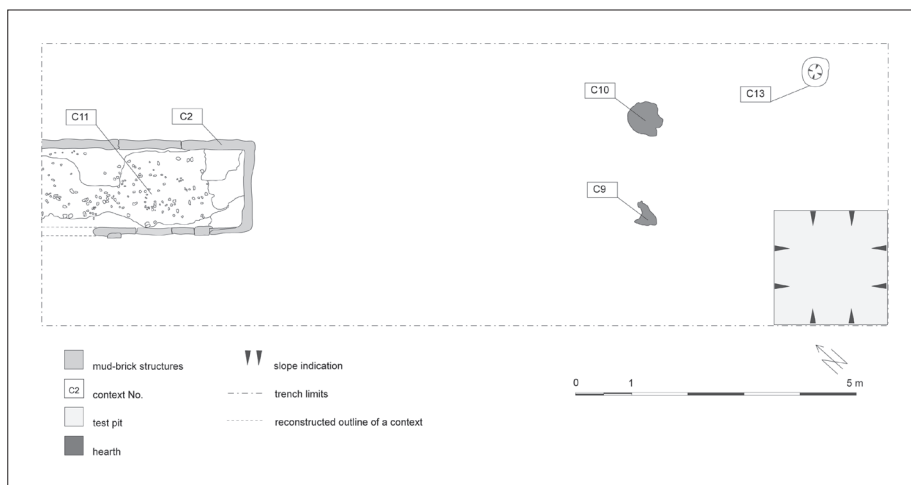 C10
C13
C11
C2
C9
N
0 1 5 m
mud-brick structures
C2 context No.
test pit
hearth
slope indication
trench limits
reconstructed outline of a context